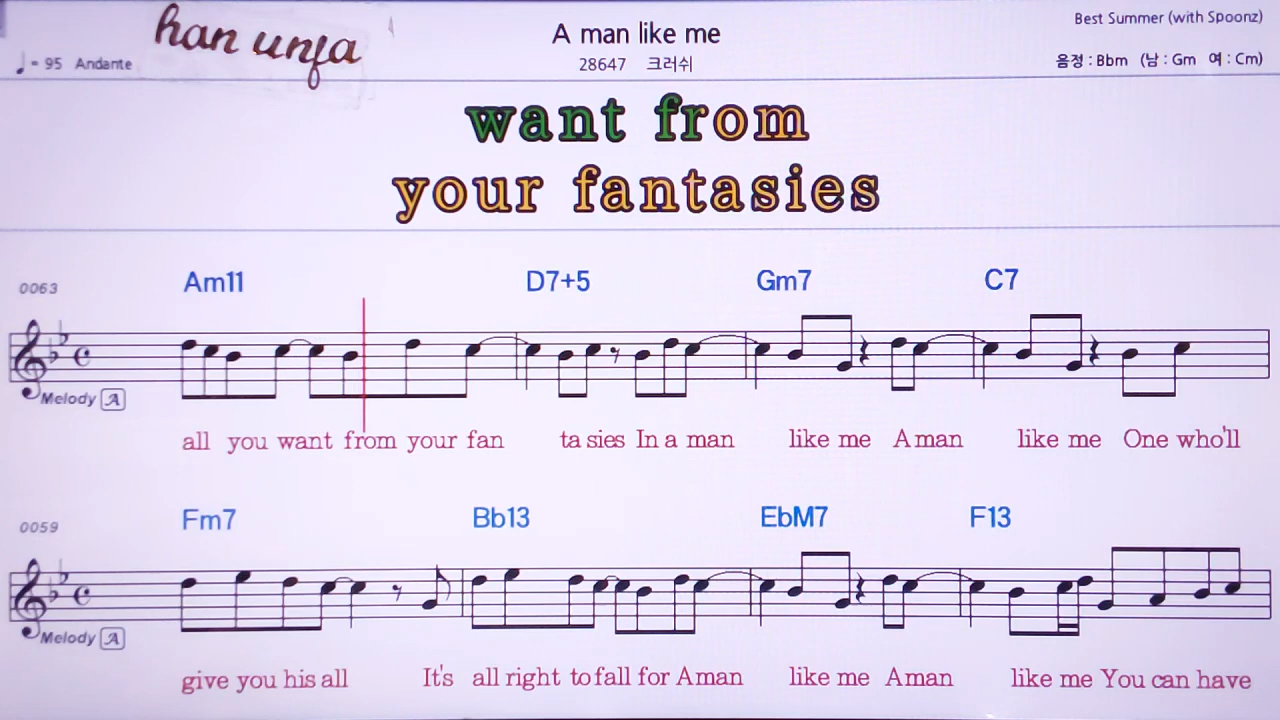 han unfa
A man like me
Best Summer (with Spoonz)
♩= 95 Andante
28647 크러쉬
음정 : Bbm (남 : Gm 여 : Cm)
want from
your fantasies
0063 Am11 D7+5 Gm7 C7
Melody A
all you want from your fan ta sies In a man like me A man like me One who'll
0059 Fm7 Bb13 EbM7 F13
Melody A
give you his all It's all right to fall for A man like me A man like me You can have